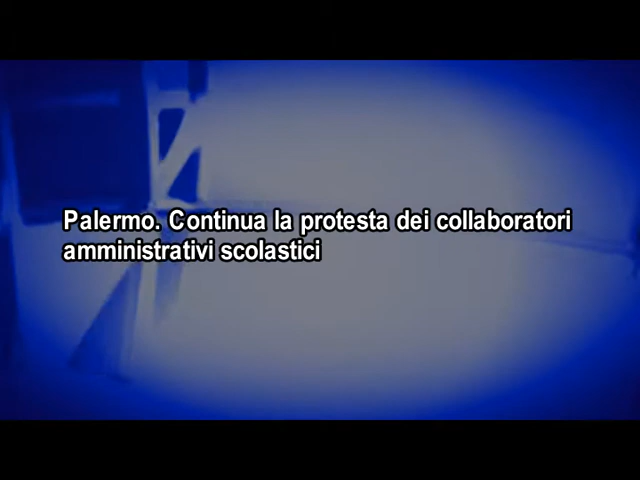 Palermo. Continua la protesta dei collaboratori
amministrativi scolastici